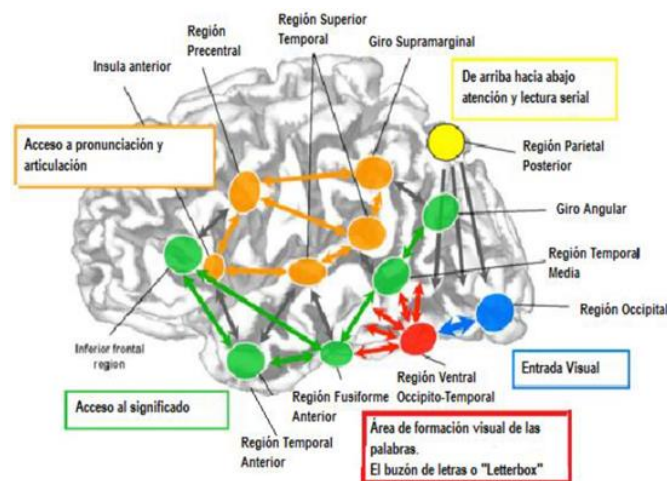 Región Superior
Temporal
Región
Precentral
Giro Supramarginal
Insula anterior
De arriba hacia abajo
atención y lectura serial
Acceso a pronunciación y
articulación
Región Parietal
Posterior
Giro Angular
Región Temporal
Media
Región Occipital
Inferior frontal
region
Entrada Visual
Región Ventral
Occipito-Temporal
Región Fusiforme
Anterior
Acceso al significado
Región Temporal
Anterior
Área de formación visual de las
palabras.
El buzón de letras o "Letterbox"